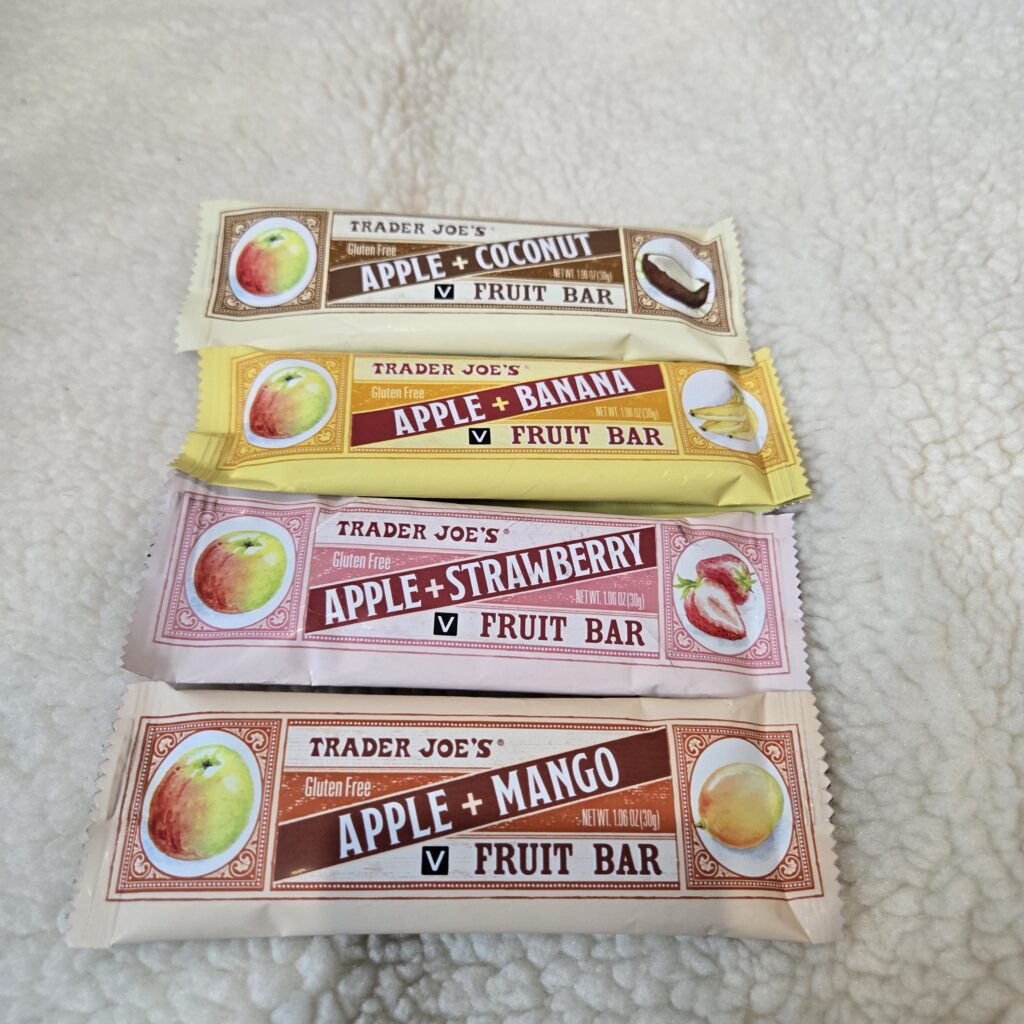 TRADER JOE'S®
Gluten Free
APPLE + COCONUT
NET WT. 1.06 OZ (30g)
V FRUIT BAR
TRADER JOE'S®
Gluten Free
APPLE + BANANA
NET WT. 1.06 OZ (30g)
V FRUIT BAR
TRADER JOE'S®
Gluten Free
APPLE + STRAWBERRY
NET WT. 1.06 OZ (30g)
V FRUIT BAR
TRADER JOE'S®
Gluten Free
APPLE + MANGO
NET WT. 1.06 OZ (30g)
V FRUIT BAR